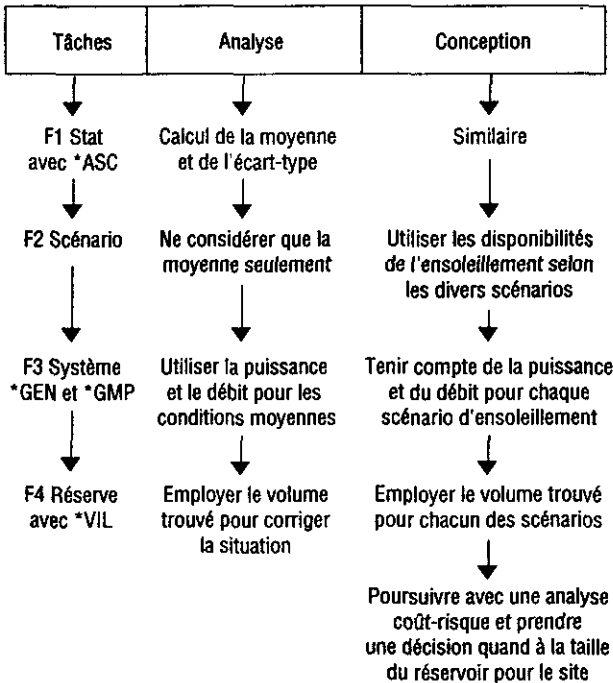 Tâches
Analyse
Conception
F1 Stat
avec *ASC
Calcul de la moyenne
et de l'écart-type
Similaire
F2 Scénario
Ne considérer que la
moyenne seulement
Utiliser les disponibilités
de l'ensoleillement selon
les divers scénarios
F3 Système
*GEN et *GMP
Utiliser la puissance
et le débit pour les
conditions moyennes
Tenir compte de la puissance
et du débit pour chaque
scénario d'ensoleillement
F4 Réserve
avec *VIL
Employer le volume
trouvé pour corriger
la situation
Employer le volume trouvé
pour chacun des scénarios
Poursuivre avec une analyse
coût-risque et prendre
une décision quand à la taille
du réservoir pour le site